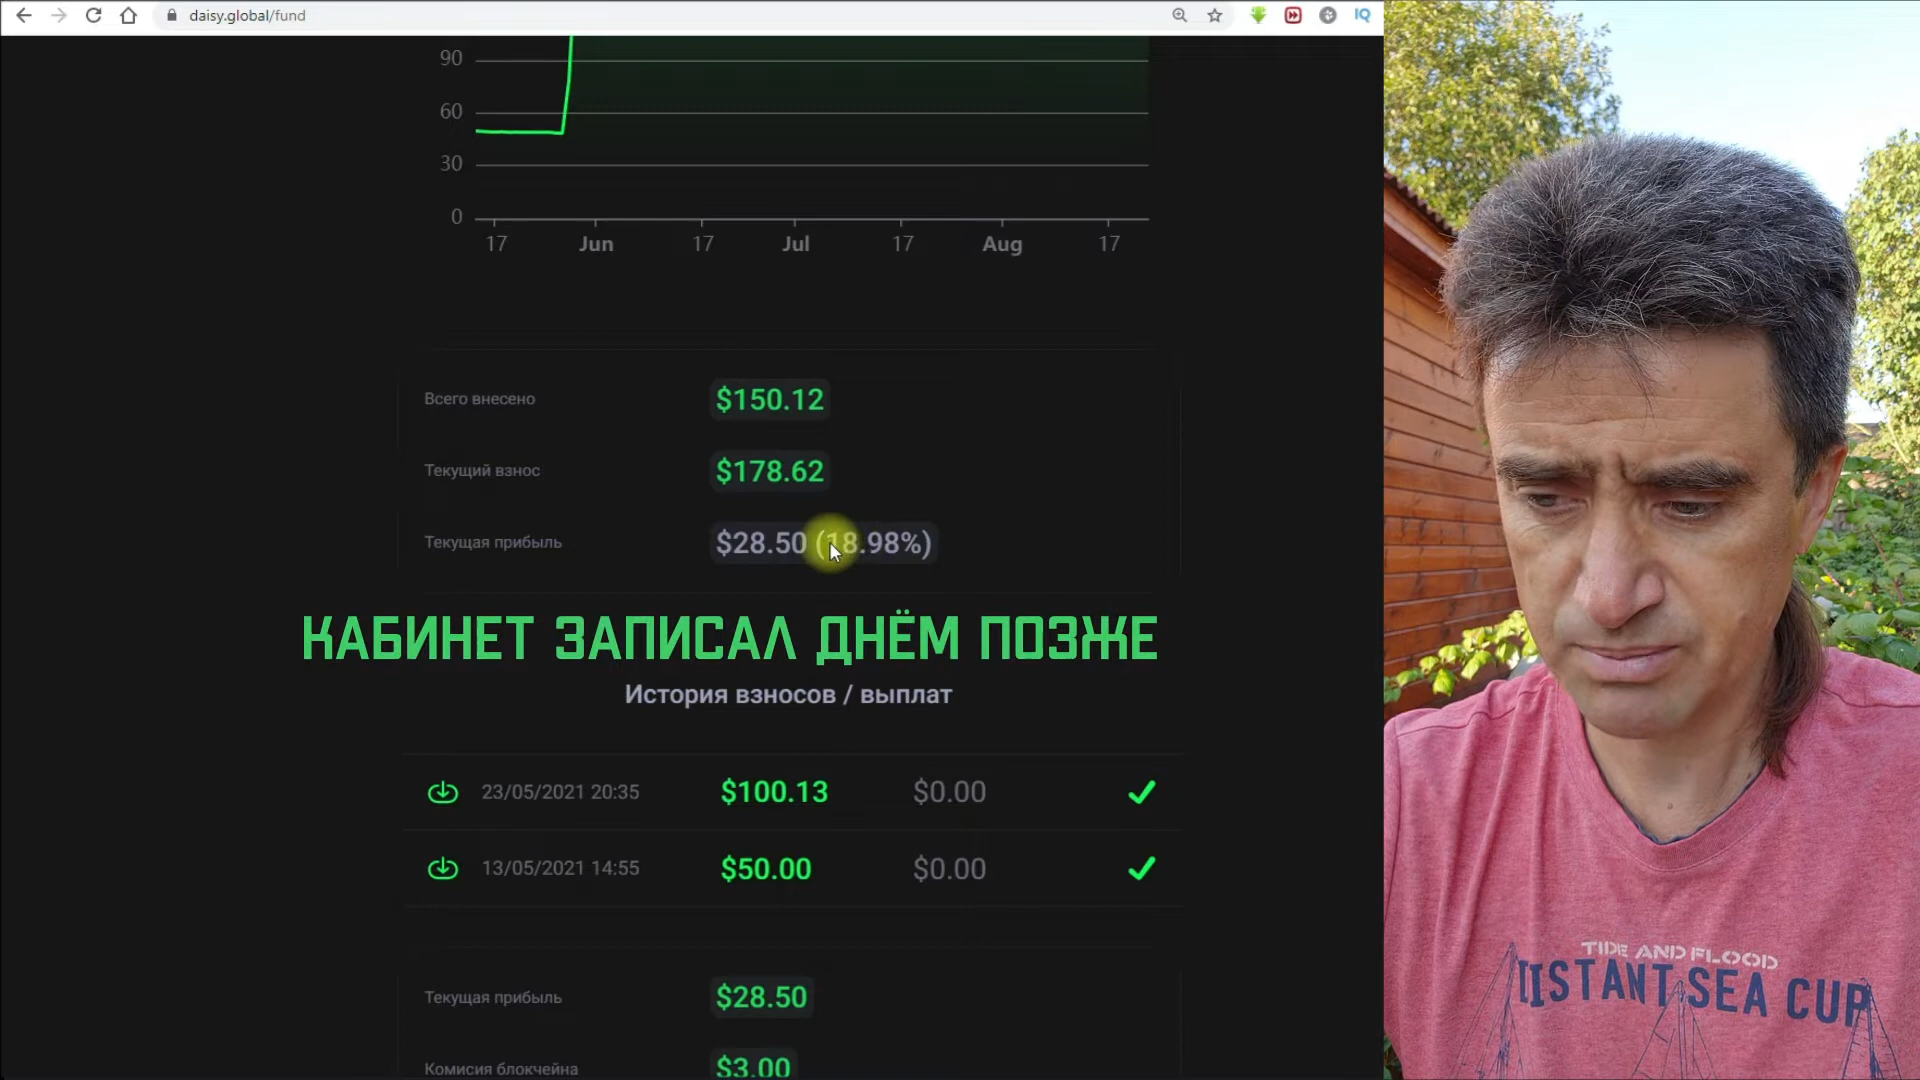 daisy.global/fund
IQ
90
60
30
0
17 Jun 17 Jul 17 Aug 17
Всего внесено $150.12
Текущий взнос $178.62
Текущая прибыль $28.50 (18.98%)
КАБИНЕТ ЗАПИСАЛ ДНЁМ ПОЗЖЕ
История взносов / выплат
23/05/2021 20:35 $100.13 $0.00
13/05/2021 14:55 $50.00 $0.00
Текущая прибыль $28.50
Комисия блокчейна $3.00
TIDE AND FLOOD
DISTANT SEA CUP